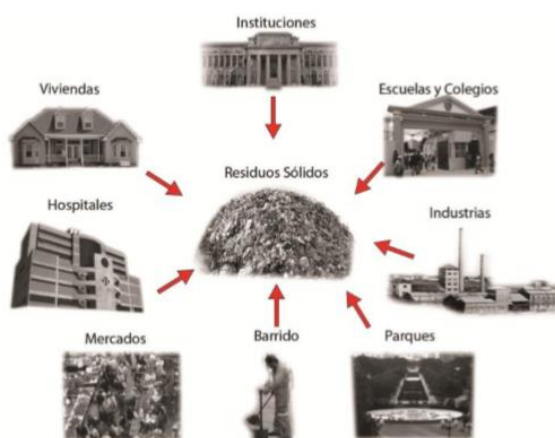 Instituciones
Viviendas
Escuelas y Colegios
Residuos Sólidos
Hospitales
Industrias
Mercados
Barrido
Parques